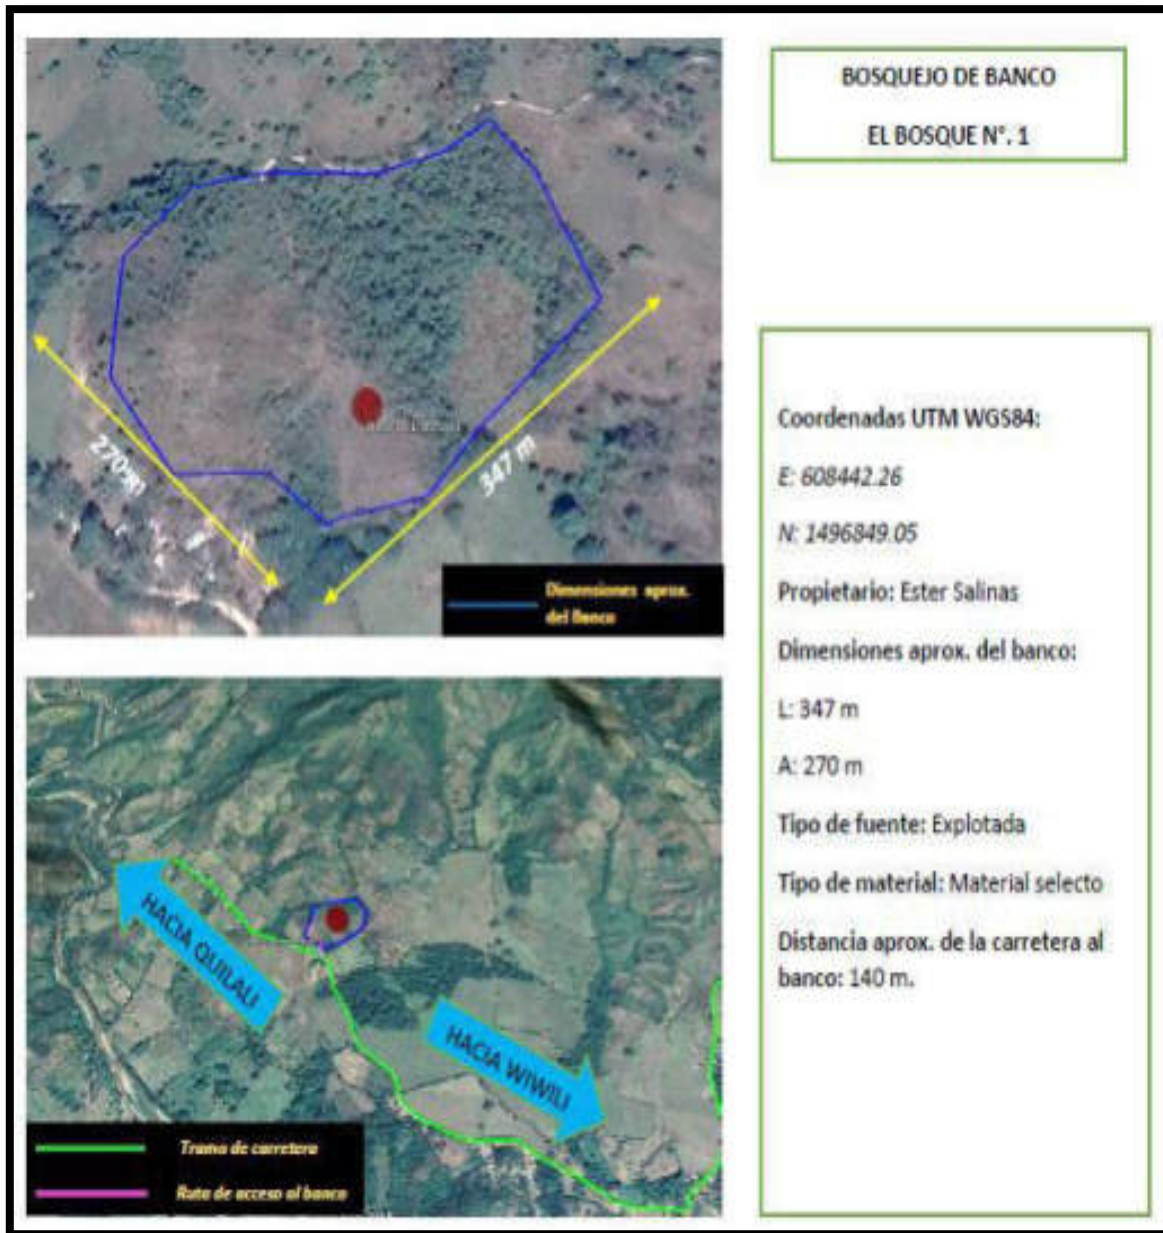 BOSQUEJO DE BANCO
EL BOSQUE N°. 1
270 m
347 m
Dimensiones aprox.
del Banco
Coordenadas UTM WGS84:
E: 608442.26
N: 1496849.05
Propietario: Ester Salinas
Dimensiones aprox. del banco:
L: 347 m
A: 270 m
Tipo de fuente: Explotada
Tipo de material: Material selecto
Distancia aprox. de la carretera al
banco: 140 m.
HACIA QUILALI
HACIA WIWILI
Tramo de carretera
Ruta de acceso al banco